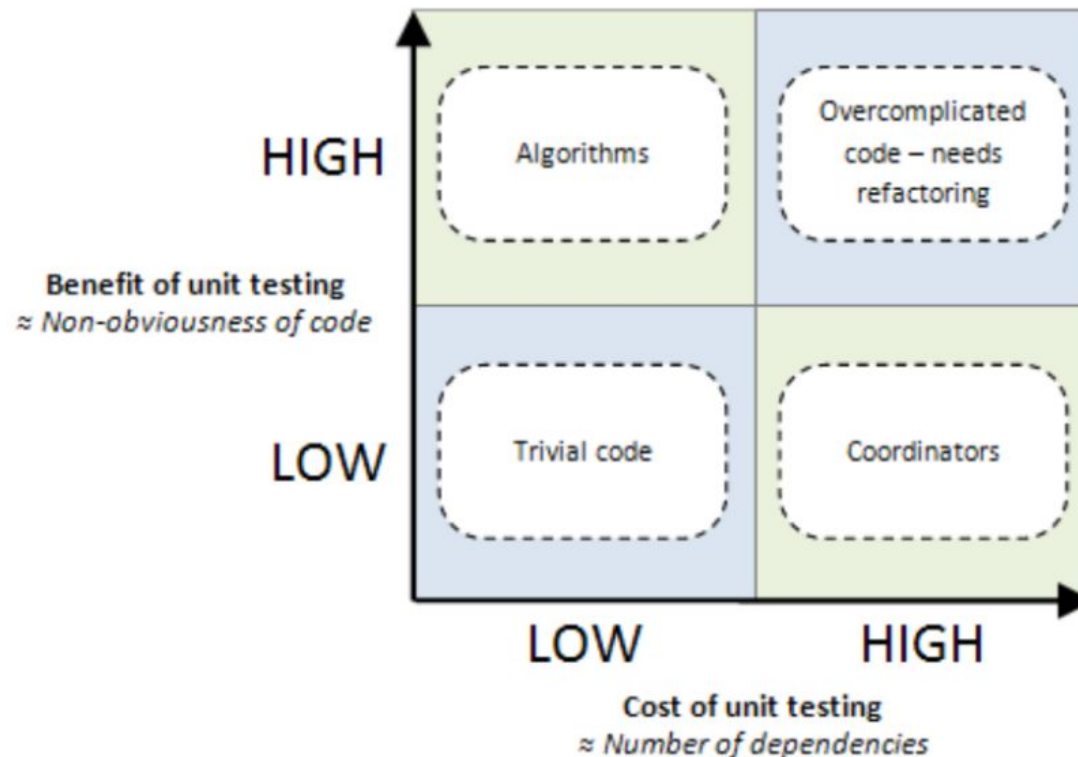 HIGH
Algorithms
Overcomplicated
code – needs
refactoring
Benefit of unit testing
≈ Non-obviousness of code
LOW
Trivial code
Coordinators
LOW
HIGH
Cost of unit testing
≈ Number of dependencies